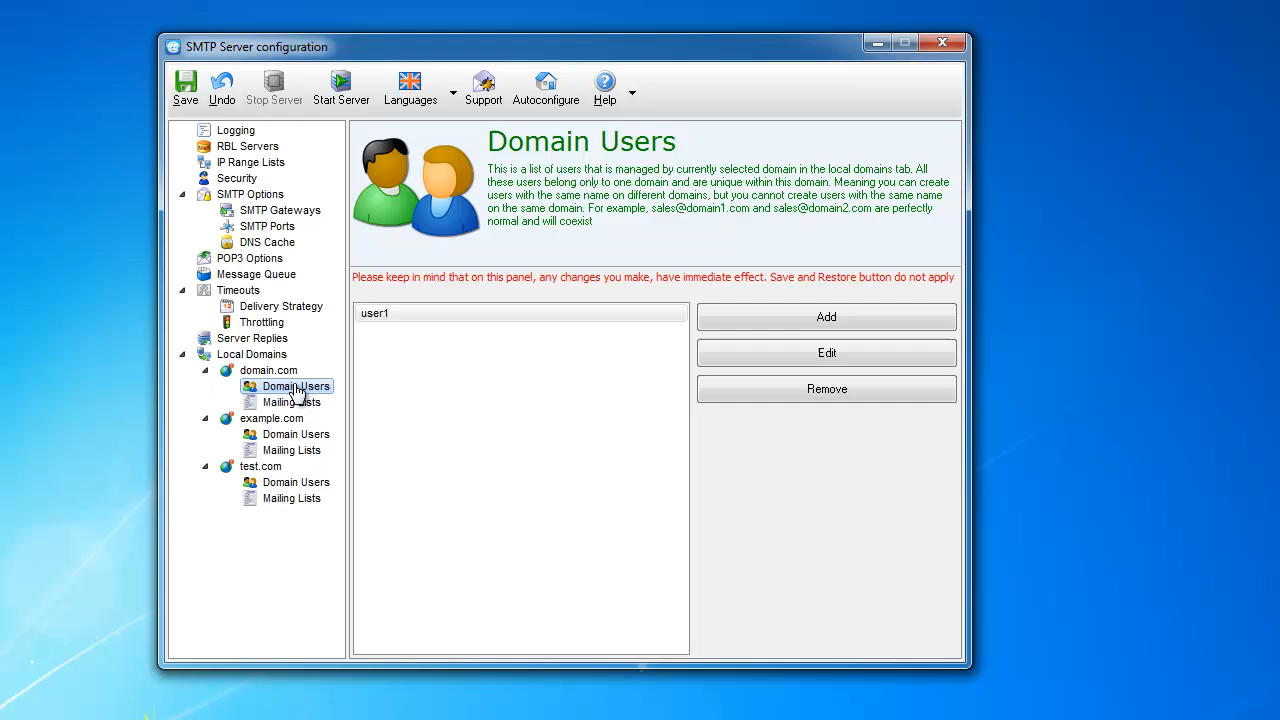 SMTP Server configuration
Save
Undo
Stop Server
Start Server
Languages
Support
Autoconfigure
Help
Logging
RBL Servers
IP Range Lists
Security
SMTP Options
SMTP Gateways
SMTP Ports
DNS Cache
POP3 Options
Message Queue
Timeouts
Delivery Strategy
Throttling
Server Replies
Local Domains
domain.com
Domain Users
Mailing Lists
example.com
Domain Users
Mailing Lists
test.com
Domain Users
Mailing Lists
Domain Users
This is a list of users that is managed by currently selected domain in the local domains tab. All
these users belong only to one domain and are unique within this domain. Meaning you can create
users with the same name on different domains, but you cannot create users with the same name
on the same domain. For example, sales@domain1.com and sales@domain2.com are perfectly
normal and will coexist
Please keep in mind that on this panel, any changes you make, have immediate effect. Save and Restore button do not apply
user1
Add
Edit
Remove